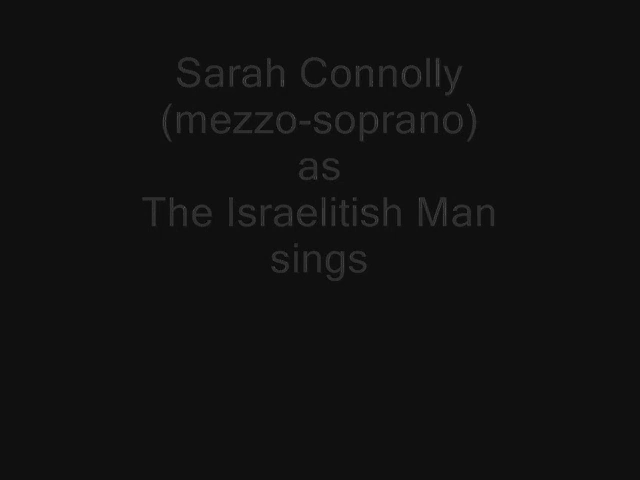 Sarah Connolly
(mezzo-soprano)
as
The Israelitish Man
sings